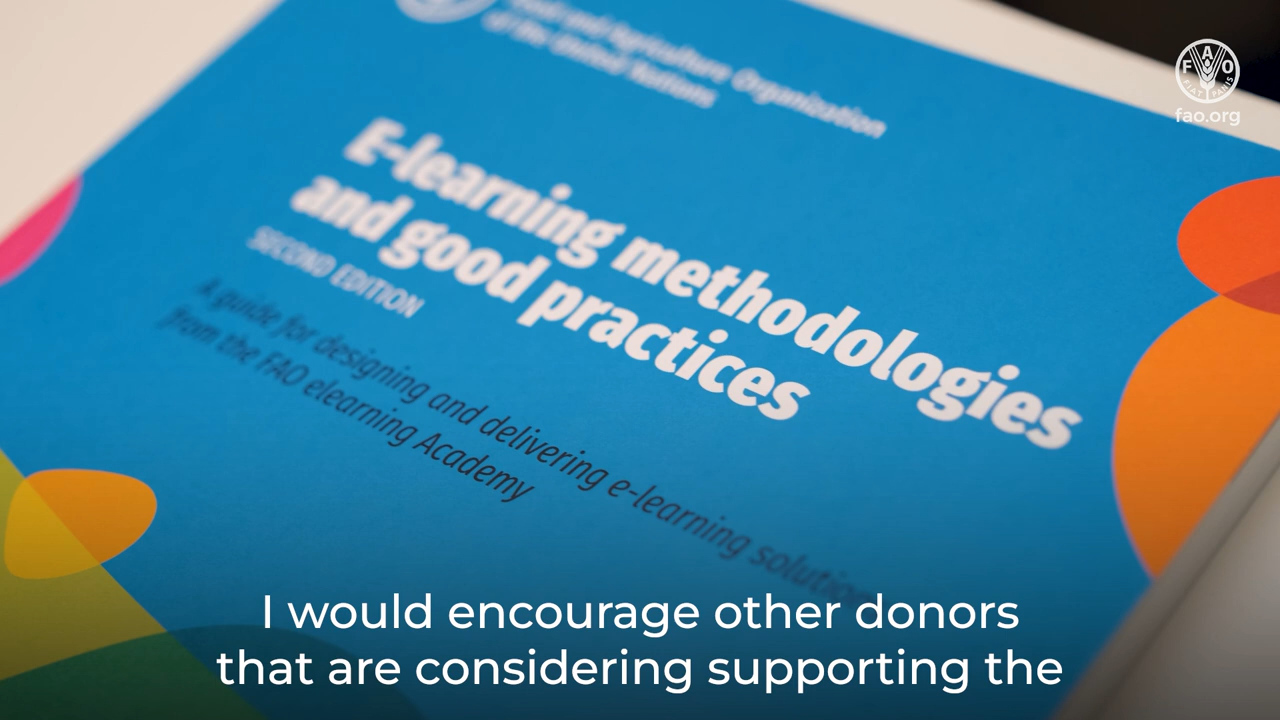 Food and Agriculture Organization
of the United Nations
E-learning methodologies
and good practices
SECOND EDITION
A guide for designing and delivering e-learning solutions
from the FAO elearning Academy
F A O
FIAT PANIS
fao.org
I would encourage other donors
that are considering supporting the